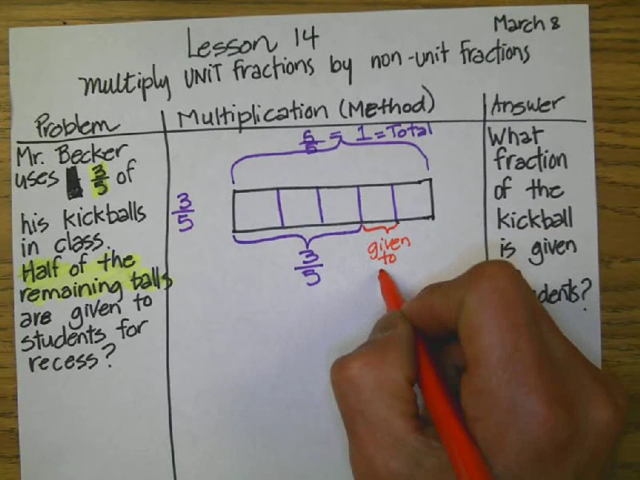 March 8
Lesson 14
Multiply UNIT fractions by non-unit fractions
Problem
Multiplication (Method)
Answer
Mr. Becker
uses 3/5 of
his kickballs
in class.
Half of the
remaining balls
are given to
students for
recess?
5/5 = 1 = Total
3/5
3/5
given
to
What
fraction
of the
kickball
is given
dents?